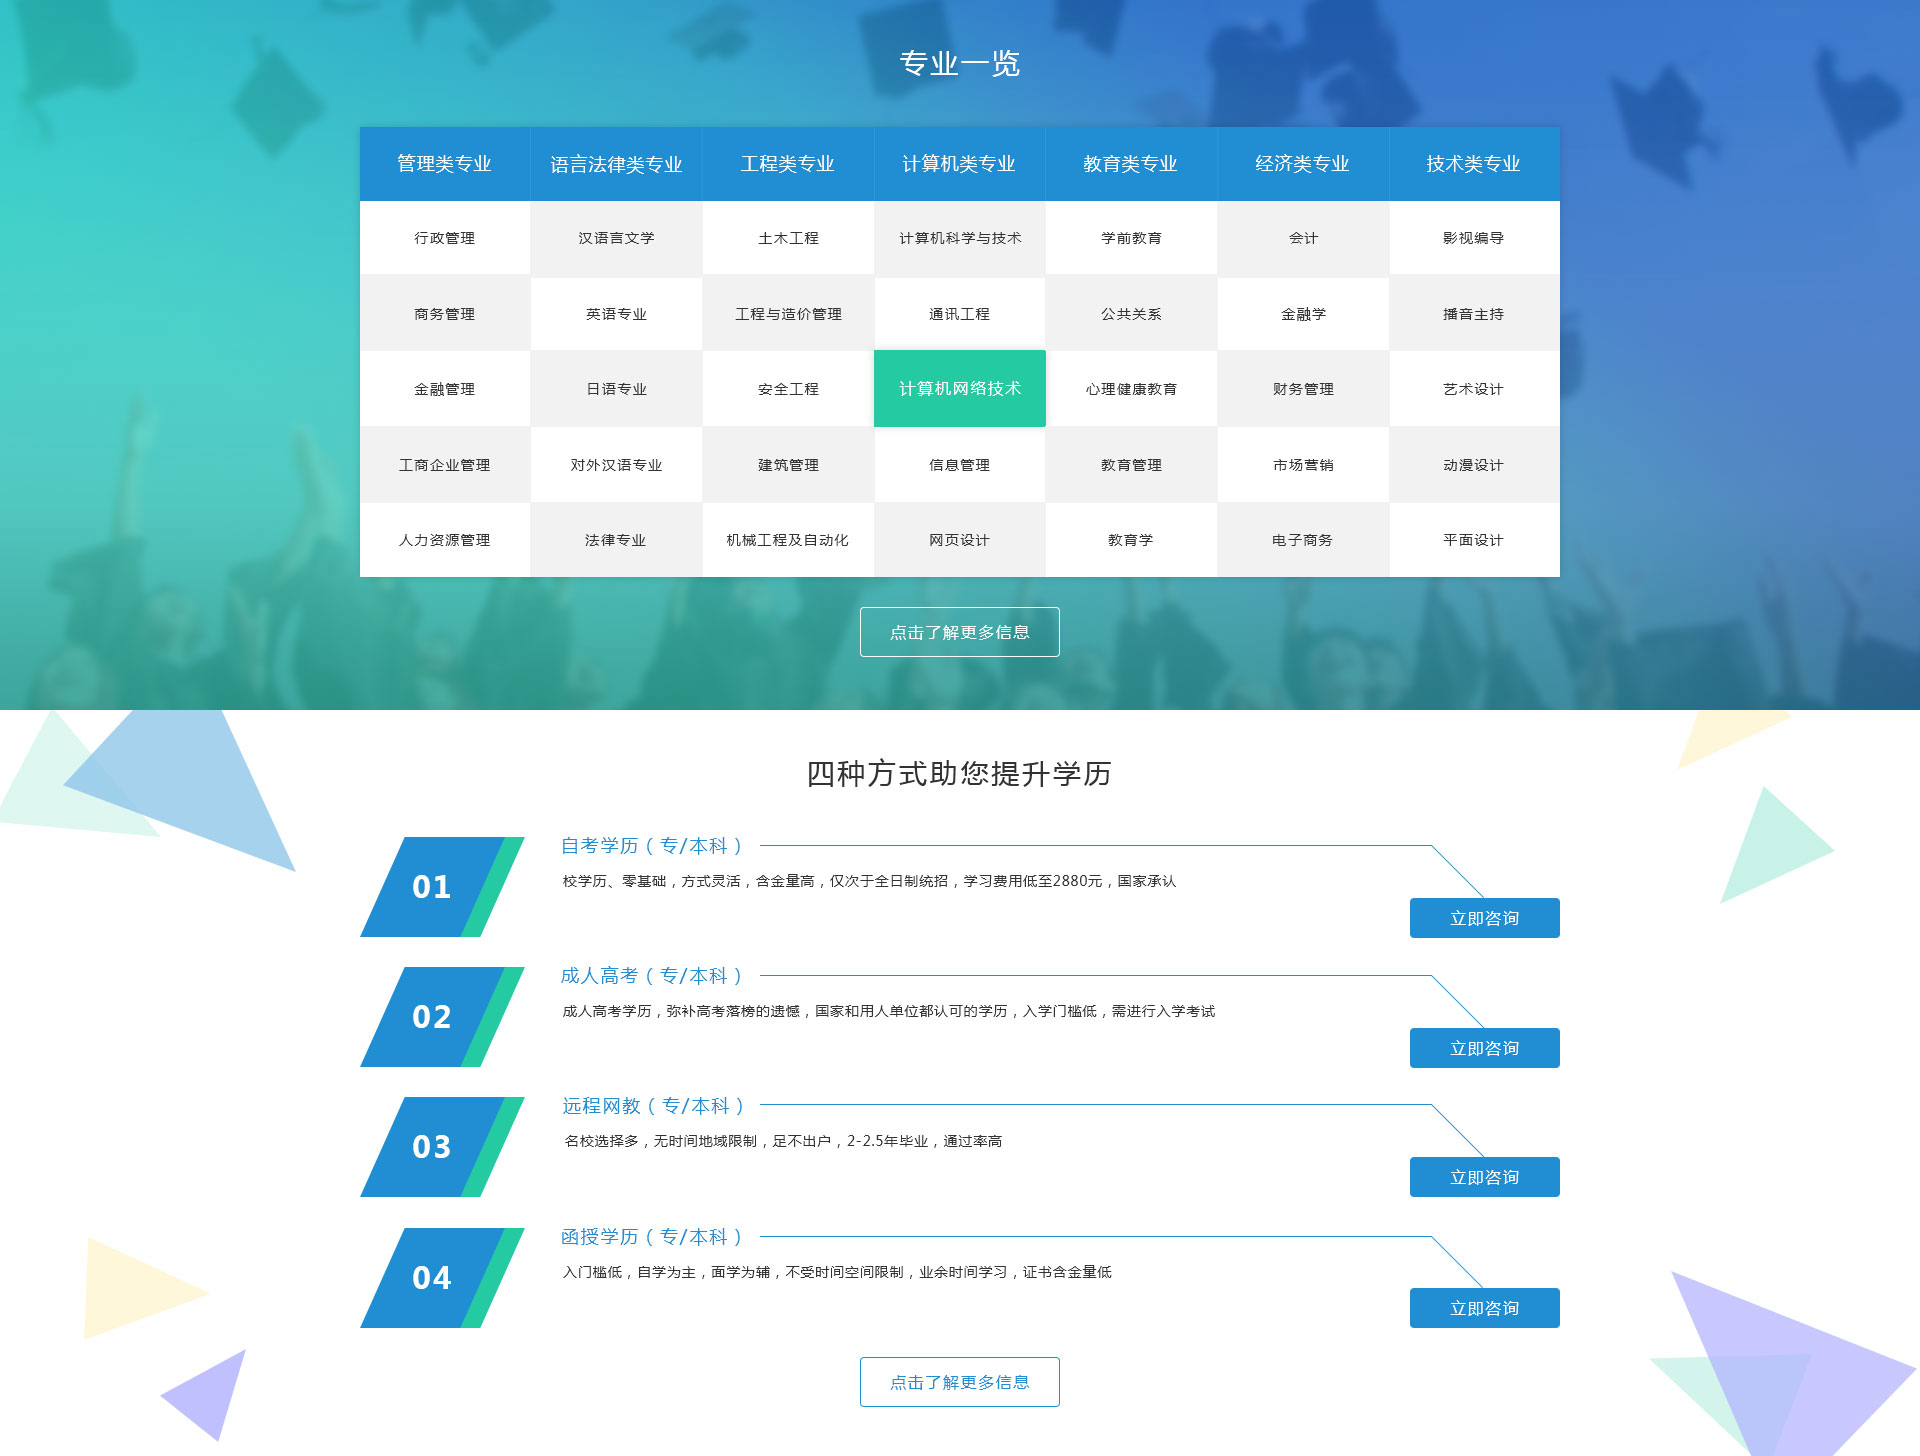 专业一览
管理类专业 语言法律类专业 工程类专业 计算机类专业 教育类专业 经济类专业 技术类专业
行政管理 汉语言文学 土木工程 计算机科学与技术 学前教育 会计 影视编导
商务管理 英语专业 工程与造价管理 通讯工程 公共关系 金融学 播音主持
金融管理 日语专业 安全工程 计算机网络技术 心理健康教育 财务管理 艺术设计
工商企业管理 对外汉语专业 建筑管理 信息管理 教育管理 市场营销 动漫设计
人力资源管理 法律专业 机械工程及自动化 网页设计 教育学 电子商务 平面设计
点击了解更多信息
四种方式助您提升学历
01
自考学历（专/本科）
校学历、零基础，方式灵活，含金量高，仅次于全日制统招，学习费用低至2880元，国家承认
立即咨询
02
成人高考（专/本科）
成人高考学历，弥补高考落榜的遗憾，国家和用人单位都认可的学历，入学门槛低，需进行入学考试
立即咨询
03
远程网教（专/本科）
名校选择多，无时间地域限制，足不出户，2-2.5年毕业，通过率高
立即咨询
04
函授学历（专/本科）
入门槛低，自学为主，面学为辅，不受时间空间限制，业余时间学习，证书含金量低
立即咨询
点击了解更多信息